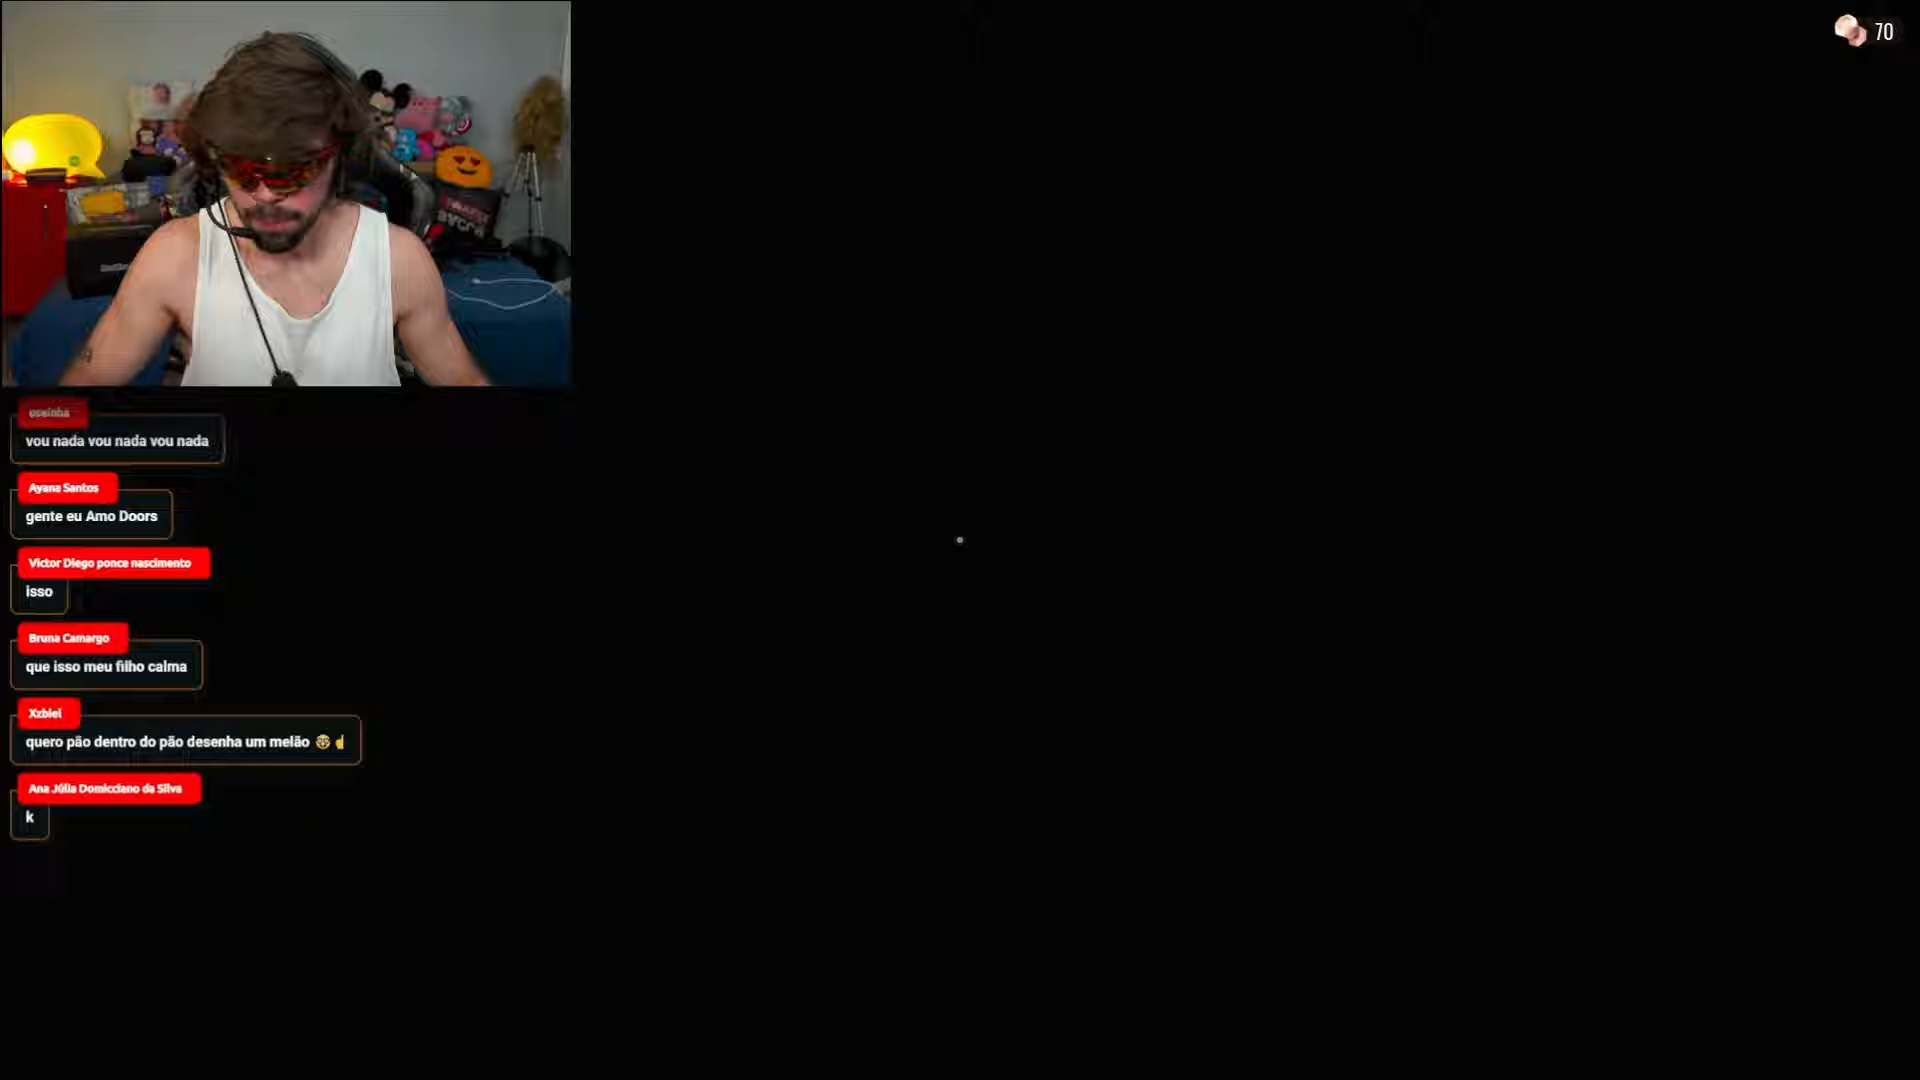 70
vou nada vou nada vou nada
Ayana Santos
gente eu Amo Doors
Victor Diego ponce nascimento
isso
Bruna Camargo
que isso meu filho calma
Xzbiel
quero pão dentro do pão desenha um melão 🤓☝
Ana Júlia Domicciano da Silva
k